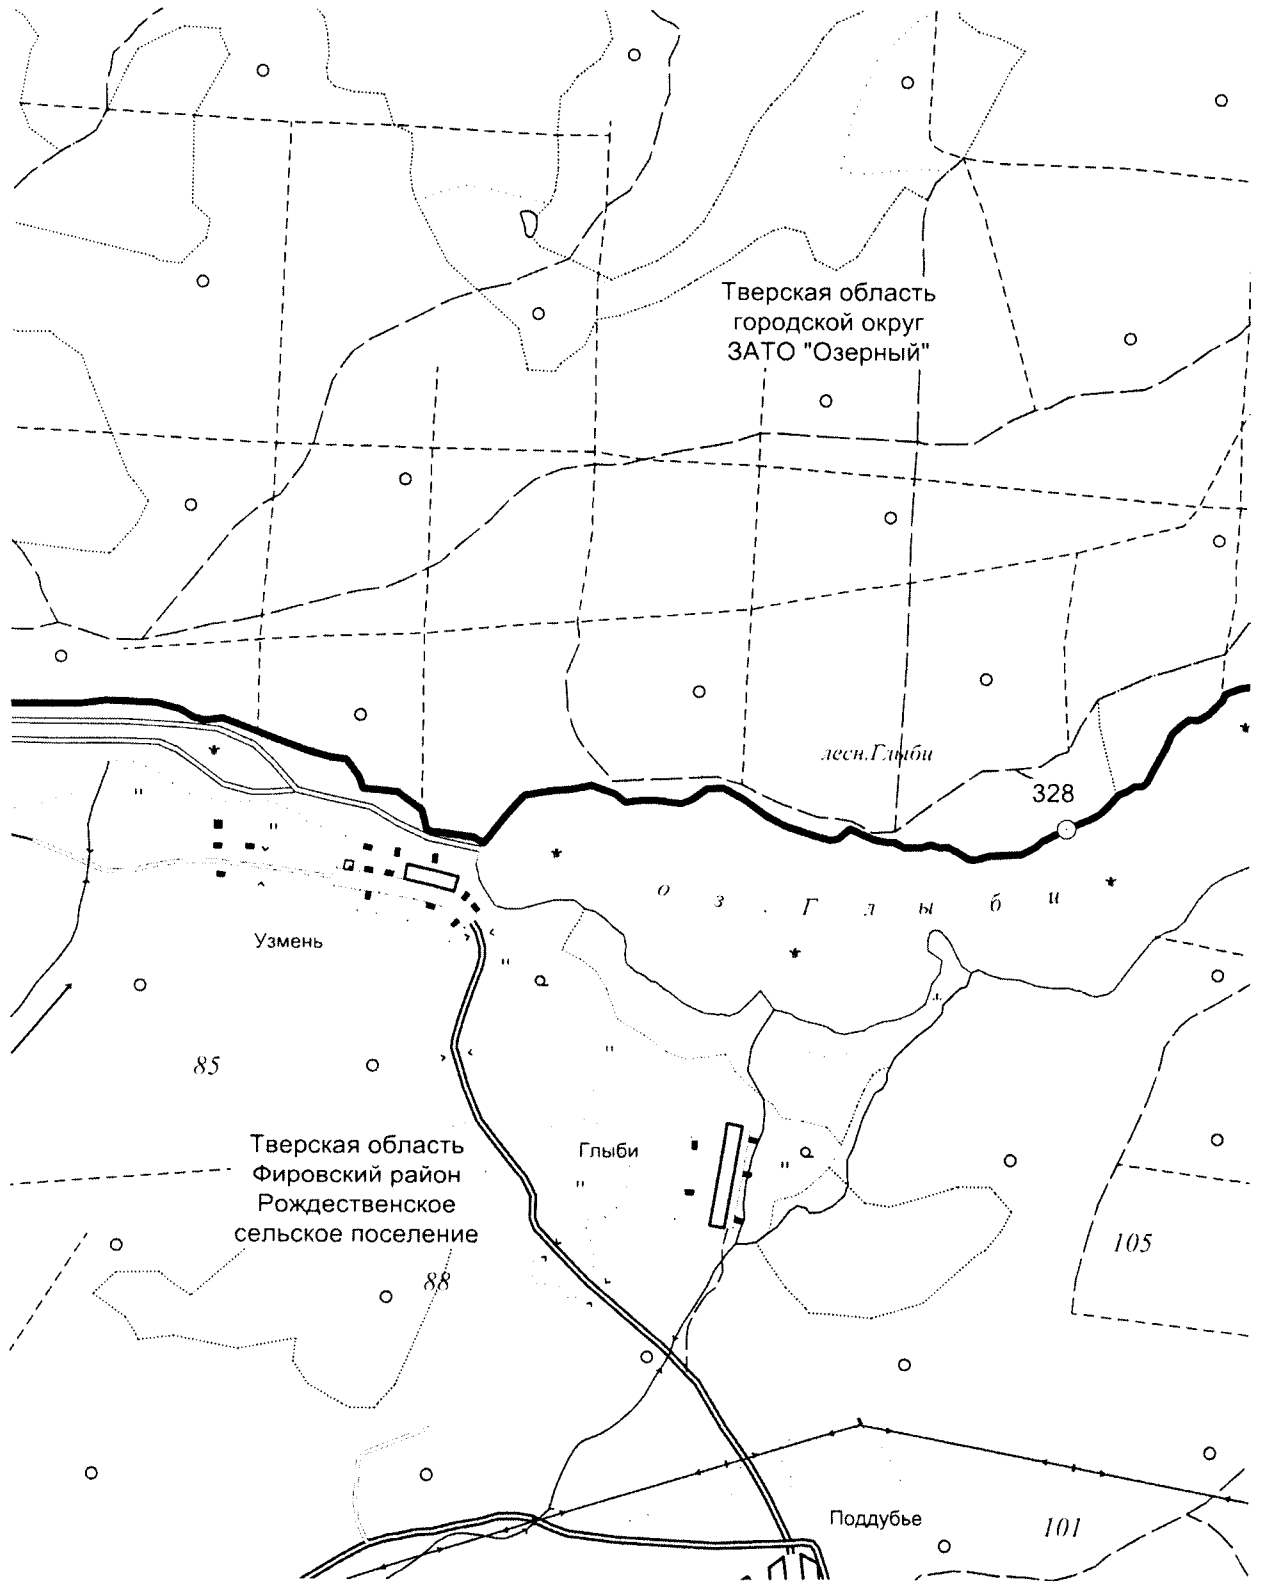 Тверская область
городской округ
ЗАТО "Озерный"
лесн.Глыби
328
оз. Глыби
Узмень
л.
85
Тверская область
Фировский район
Рождественское
сельское поселение
Глыби
105
88
Поддубье
101